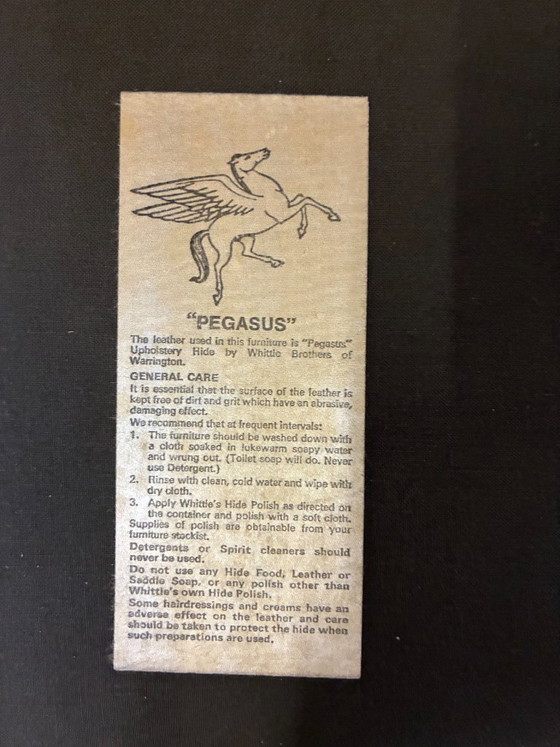 “PEGASUS”
The leather used in this furniture is “Pegasus”
Upholstery Hide by Whittle Brothers of
Warrington.
GENERAL CARE
It is essential that the surface of the leather is
kept free of dirt and grit which have an abrasive,
damaging effect.
We recommend that at frequent intervals:
1. The furniture should be washed down with
a cloth soaked in lukewarm soapy water
and wrung out. (Toilet soap will do. Never
use Detergent.)
2. Rinse with clean, cold water and wipe with
dry cloth.
3. Apply Whittle's Hide Polish as directed on
the container and polish with a soft cloth.
Supplies of polish are obtainable from your
furniture stockist.
Detergents or Spirit cleaners should
never be used.
Do not use any Hide Food, Leather or
Saddle Soap, or any polish other than
Whittle's own Hide Polish.
Some hairdressings and creams have an
adverse effect on the leather and care
should be taken to protect the hide when
such preparations are used.